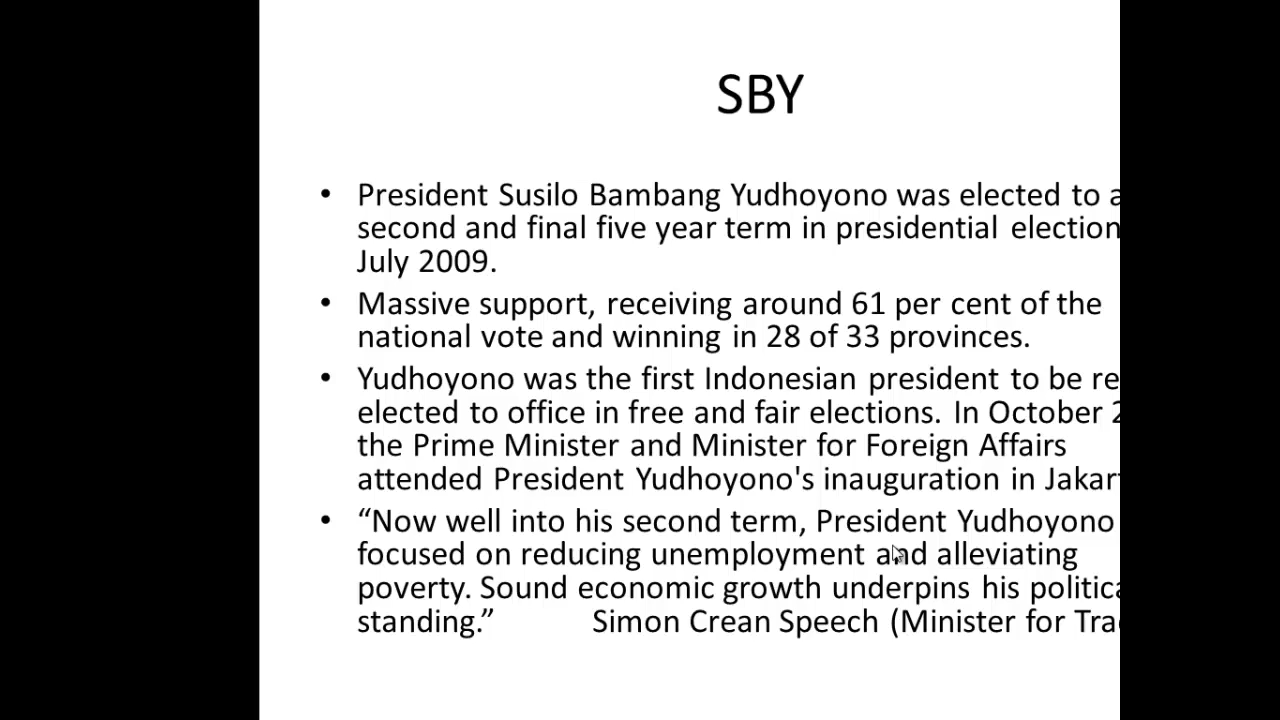 SBY
• President Susilo Bambang Yudhoyono was elected to a
second and final five year term in presidential election
July 2009.
• Massive support, receiving around 61 per cent of the
national vote and winning in 28 of 33 provinces.
• Yudhoyono was the first Indonesian president to be re
elected to office in free and fair elections. In October 2
the Prime Minister and Minister for Foreign Affairs
attended President Yudhoyono's inauguration in Jakar
• “Now well into his second term, President Yudhoyono
focused on reducing unemployment and alleviating
poverty. Sound economic growth underpins his politica
standing.” Simon Crean Speech (Minister for Tra